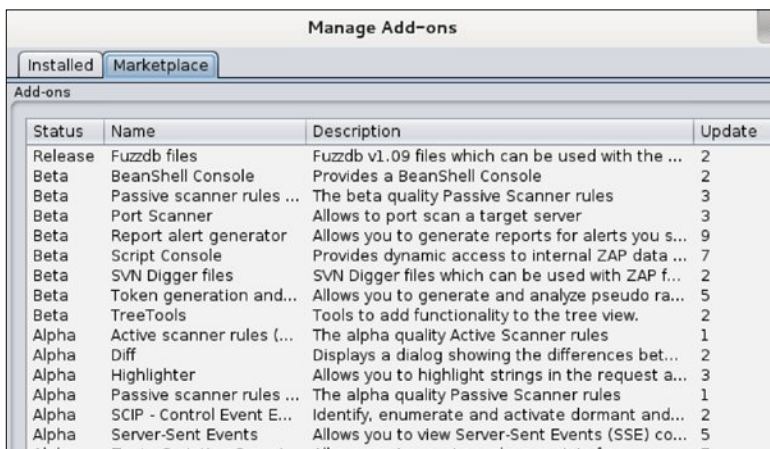 Manage Add-ons
Installed Marketplace
Add-ons
Status Name Description Update
Release Fuzzdb files Fuzzdb v1.09 files which can be used with the ... 2
Beta BeanShell Console Provides a BeanShell Console 2
Beta Passive scanner rules ... The beta quality Passive Scanner rules 3
Beta Port Scanner Allows to port scan a target server 3
Beta Report alert generator Allows you to generate reports for alerts you s... 9
Beta Script Console Provides dynamic access to internal ZAP data ... 7
Beta SVN Digger files SVN Digger files which can be used with ZAP f... 2
Beta Token generation and... Allows you to generate and analyze pseudo ra... 5
Beta TreeTools Tools to add functionality to the tree view. 2
Alpha Active scanner rules (... The alpha quality Active Scanner rules 1
Alpha Diff Displays a dialog showing the differences bet... 2
Alpha Highlighter Allows you to highlight strings in the request a... 3
Alpha Passive scanner rules ... The alpha quality Passive Scanner rules 1
Alpha SCIP - Control Event E... Identify, enumerate and activate dormant and... 2
Alpha Server-Sent Events Allows you to view Server-Sent Events (SSE) co... 5